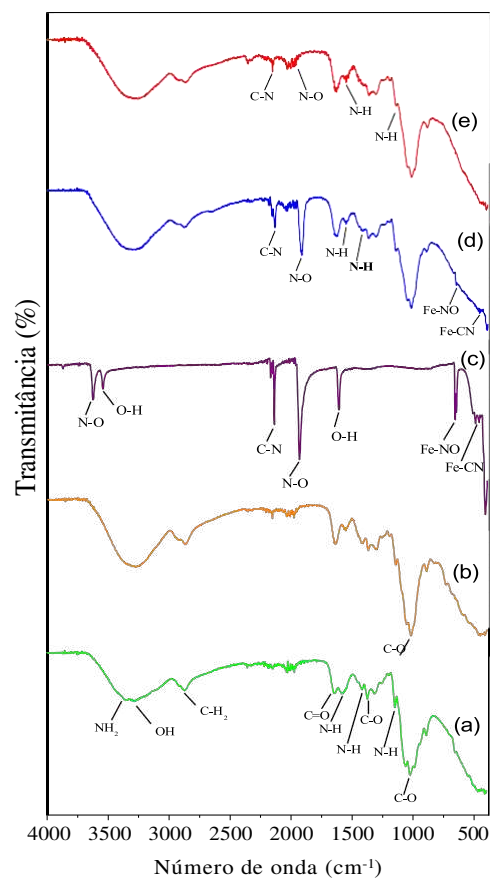 Transmitância (%)
C-N
N-O
N-H
N-H
(e)
C-N
N-O
N-H
N-H
(d)
Fe-NO
Fe-CN
(c)
N-O
O-H
C-N
N-O
O-H
Fe-NO
Fe-CN
(b)
C-O
NH2
OH
C-H2
C=O
N-H
N-H
C-O
N-H
C-O
(a)
4000 3500 3000 2500 2000 1500 1000 500
Número de onda (cm-1)